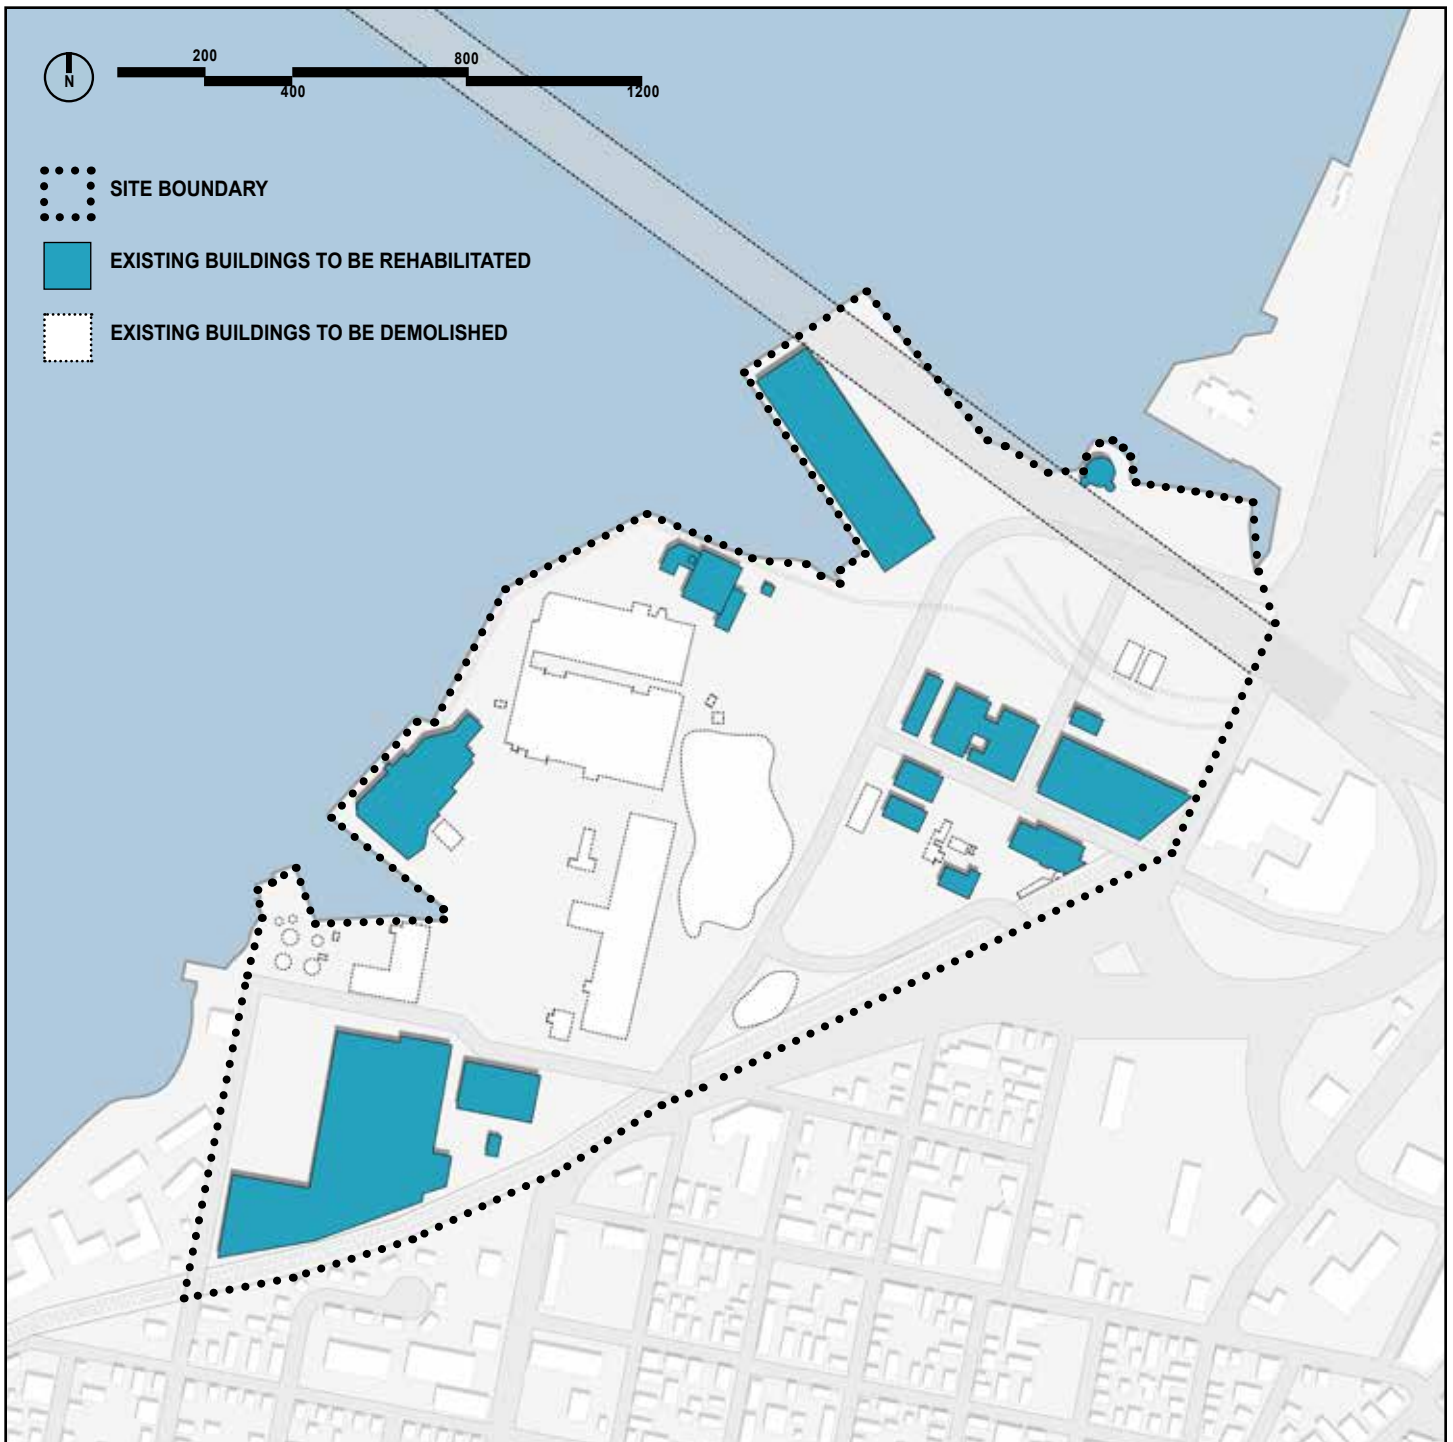 200
800
N
400
1200
SITE BOUNDARY
EXISTING BUILDINGS TO BE REHABILITATED
EXISTING BUILDINGS TO BE DEMOLISHED